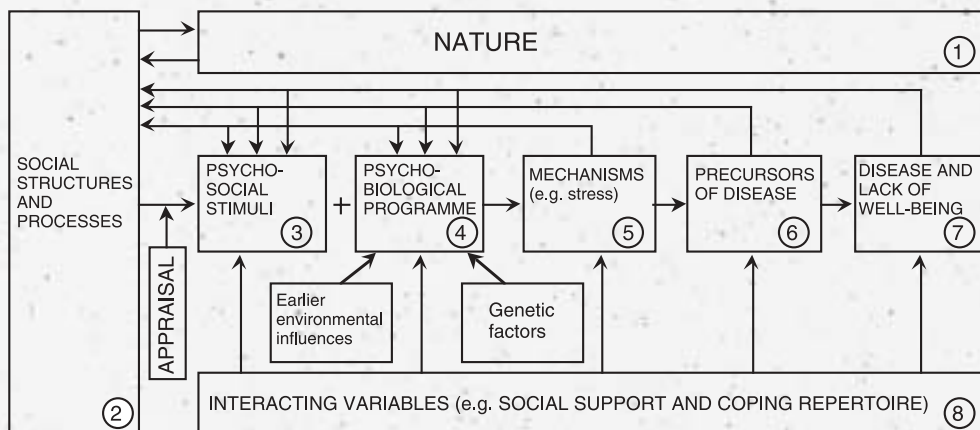 NATURE
1
SOCIAL
STRUCTURES
AND
PROCESSES
2
APPRAISAL
PSYCHO-
SOCIAL
STIMULI
3
+
PSYCHO-
BIOLOGICAL
PROGRAMME
4
MECHANISMS
(e.g. stress)
5
PRECURSORS
OF DISEASE
6
DISEASE AND
LACK OF
WELL-BEING
7
Earlier
environmental
influences
Genetic
factors
INTERACTING VARIABLES (e.g. SOCIAL SUPPORT AND COPING REPERTOIRE)
8